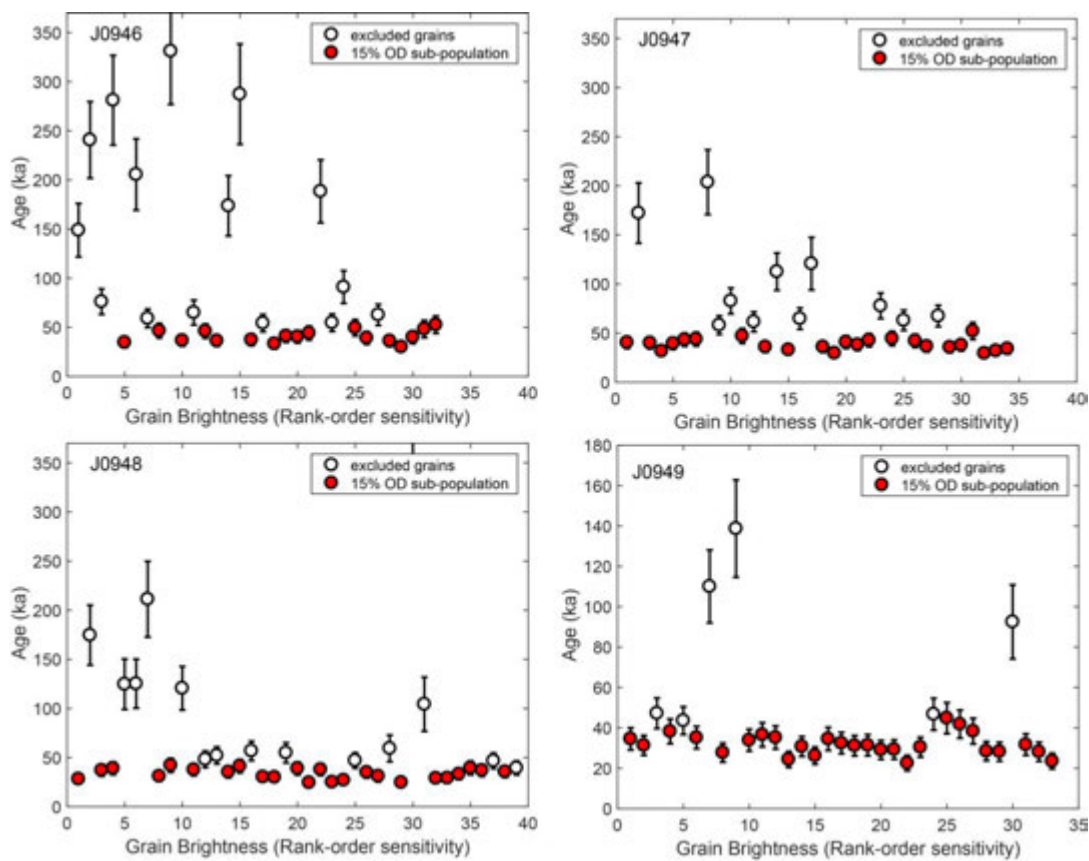 J0946
excluded grains
15% OD sub-population
350
300
250
200
150
100
50
0
Age (ka)
0 5 10 15 20 25 30 35 40
Grain Brightness (Rank-order sensitivity)
J0947
excluded grains
15% OD sub-population
350
300
250
200
150
100
50
0
Age (ka)
0 5 10 15 20 25 30 35 40
Grain Brightness (Rank-order sensitivity)
J0948
excluded grains
15% OD sub-population
350
300
250
200
150
100
50
0
Age (ka)
0 5 10 15 20 25 30 35 40
Grain Brightness (Rank-order sensitivity)
J0949
excluded grains
15% OD sub-population
180
160
140
120
100
80
60
40
20
0
Age (ka)
0 5 10 15 20 25 30 35
Grain Brightness (Rank-order sensitivity)